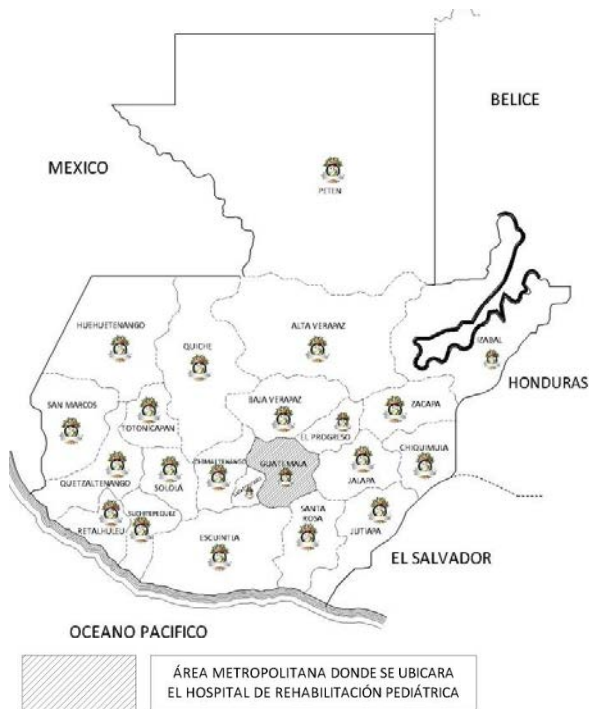 BELICE
MEXICO
PETEN
HUEHUETENANGO
QUICHE
ALTA VERAPAZ
IZABAL
HONDURAS
SAN MARCOS
TOTONICAPAN
BAJA VERAPAZ
ZACAPA
EL PROGRESO
CHIQUIMULA
QUETZALTENANGO
SOLOLA
CHIMALTENANGO
GUATEMALA
JALAPA
RETALHULEU
SUCHITEPEQUEZ
ESCUINTLA
SANTA
ROSA
JUTIAPA
EL SALVADOR
OCEANO PACIFICO
ÁREA METROPOLITANA DONDE SE UBICARA
EL HOSPITAL DE REHABILITACIÓN PEDIÁTRICA